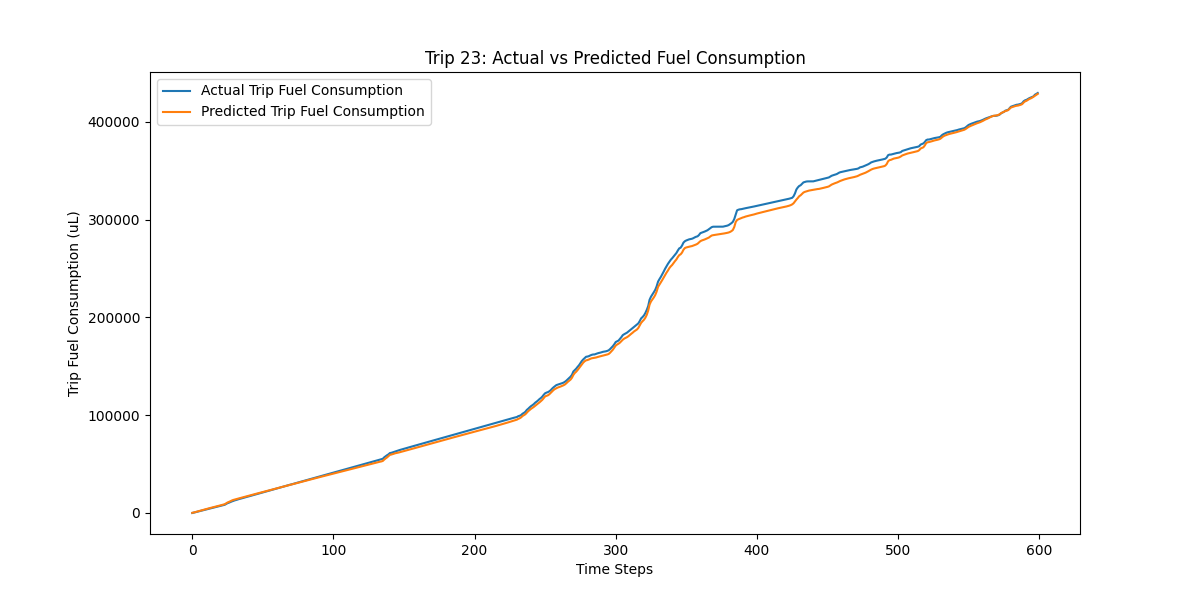 Trip 23: Actual vs Predicted Fuel Consumption
Actual Trip Fuel Consumption
Predicted Trip Fuel Consumption
Trip Fuel Consumption (uL)
400000
300000
200000
100000
0
0 100 200 300 400 500 600
Time Steps